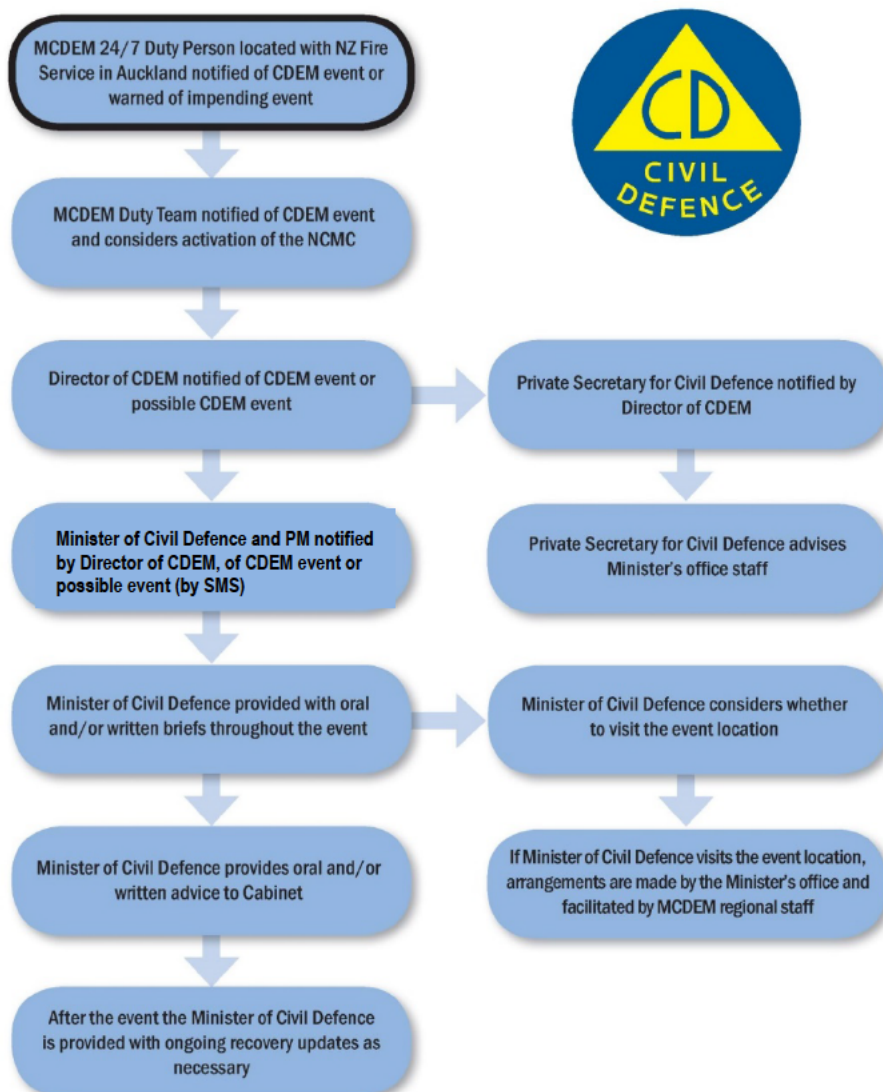 MCDEM 24/7 Duty Person located with NZ Fire
Service in Auckland notified of CDEM event or
warned of impending event
CD
CIVIL
DEFENCE
MCDEM Duty Team notified of CDEM event
and considers activation of the NCMC
Director of CDEM notified of CDEM event or
possible CDEM event
Private Secretary for Civil Defence notified by
Director of CDEM
Minister of Civil Defence and PM notified
by Director of CDEM, of CDEM event or
possible event (by SMS)
Private Secretary for Civil Defence advises
Minister's office staff
Minister of Civil Defence provided with oral
and/or written briefs throughout the event
Minister of Civil Defence considers whether
to visit the event location
Minister of Civil Defence provides oral and/or
written advice to Cabinet
If Minister of Civil Defence visits the event location,
arrangements are made by the Minister's office and
facilitated by MCDEM regional staff
After the event the Minister of Civil Defence
is provided with ongoing recovery updates as
necessary